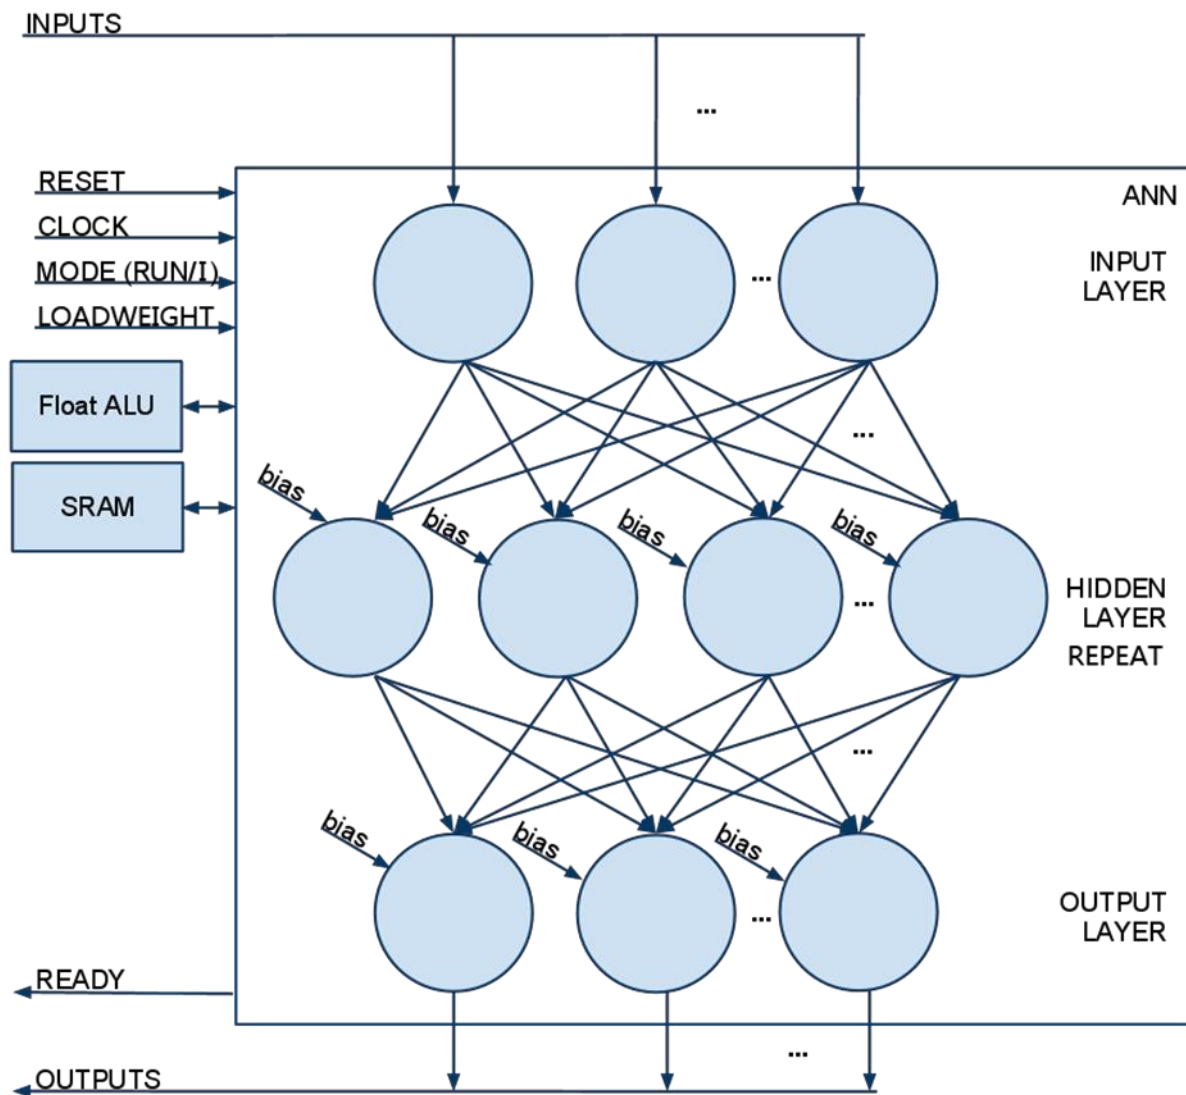 INPUTS
...
RESET
ANN
CLOCK
MODE (RUN/I)
INPUT
LAYER
...
LOADWEIGHT
Float ALU
...
SRAM
bias
bias
bias
bias
HIDDEN
LAYER
...
REPEAT
...
bias
bias
bias
OUTPUT
LAYER
...
READY
...
OUTPUTS